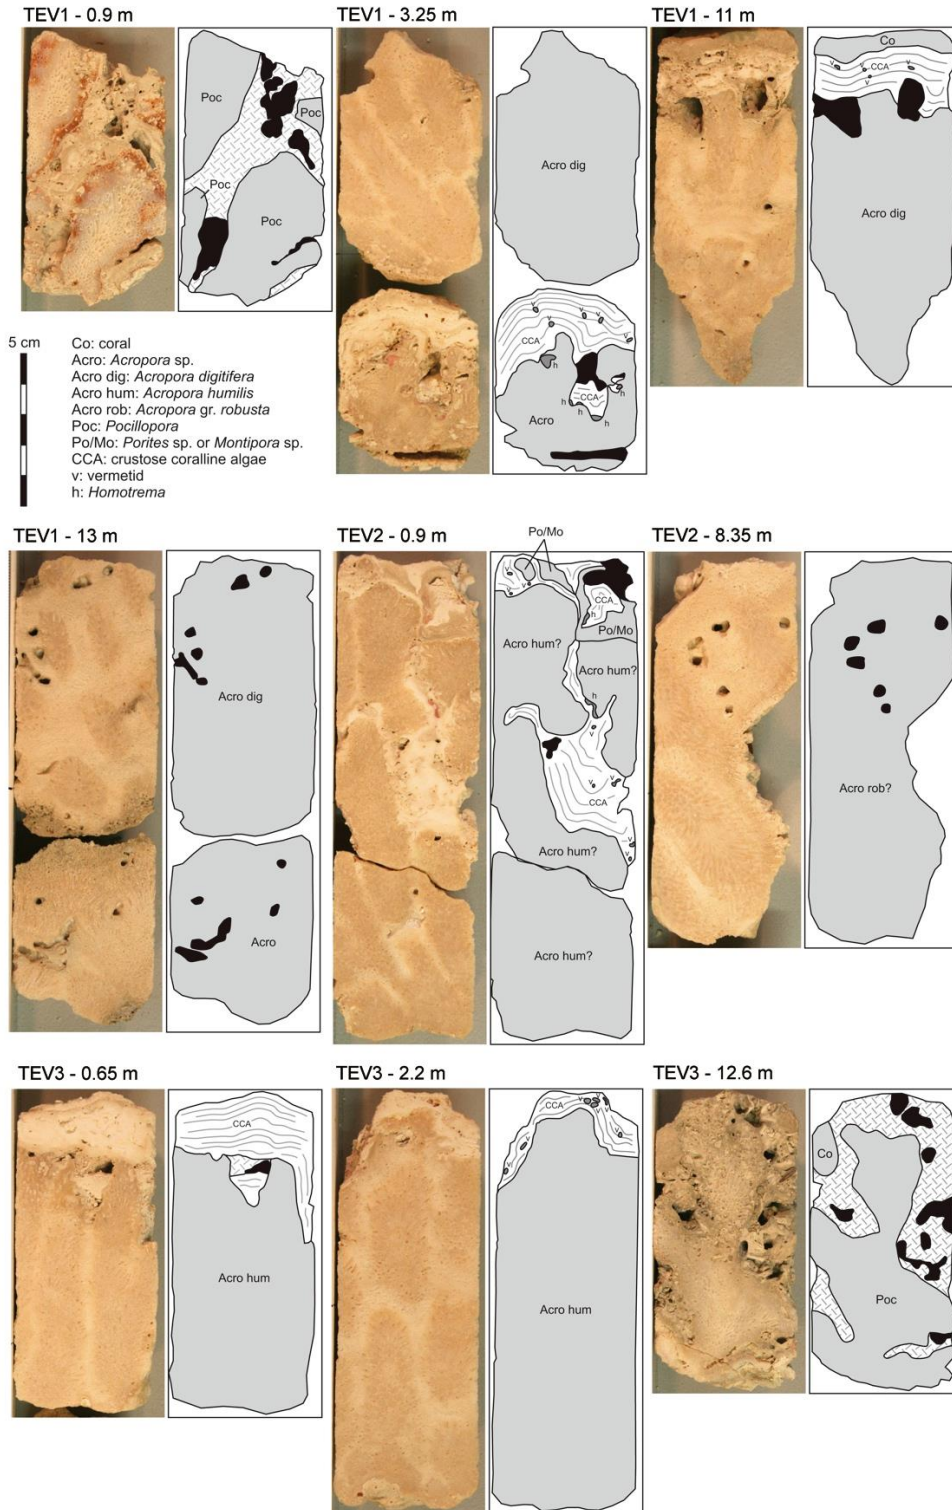 TEV1 - 0.9 m
Poc
Poc
Poc
Poc
TEV1 - 3.25 m
Acro dig
v
v
v
v
v
CCA
h
CCA
h
h
h
Acro
TEV1 - 11 m
Co
v
v
CCA
v
v
Acro dig
5 cm
Co: coral
Acro: Acropora sp.
Acro dig: Acropora digitifera
Acro hum: Acropora humilis
Acro rob: Acropora gr. robusta
Poc: Pocillopora
Po/Mo: Porites sp. or Montipora sp.
CCA: crustose coralline algae
v: vermetid
h: Homotrema
TEV1 - 13 m
Acro dig
Acro
TEV2 - 0.9 m
Po/Mo
v
v
CCA
h
Po/Mo
Acro hum?
Acro hum?
h
v
v
v
CCA
v
v
Acro hum?
Acro hum?
TEV2 - 8.35 m
Acro rob?
TEV3 - 0.65 m
CCA
Acro hum
TEV3 - 2.2 m
CCA
v
v
v
v
v
Acro hum
TEV3 - 12.6 m
Co
Poc